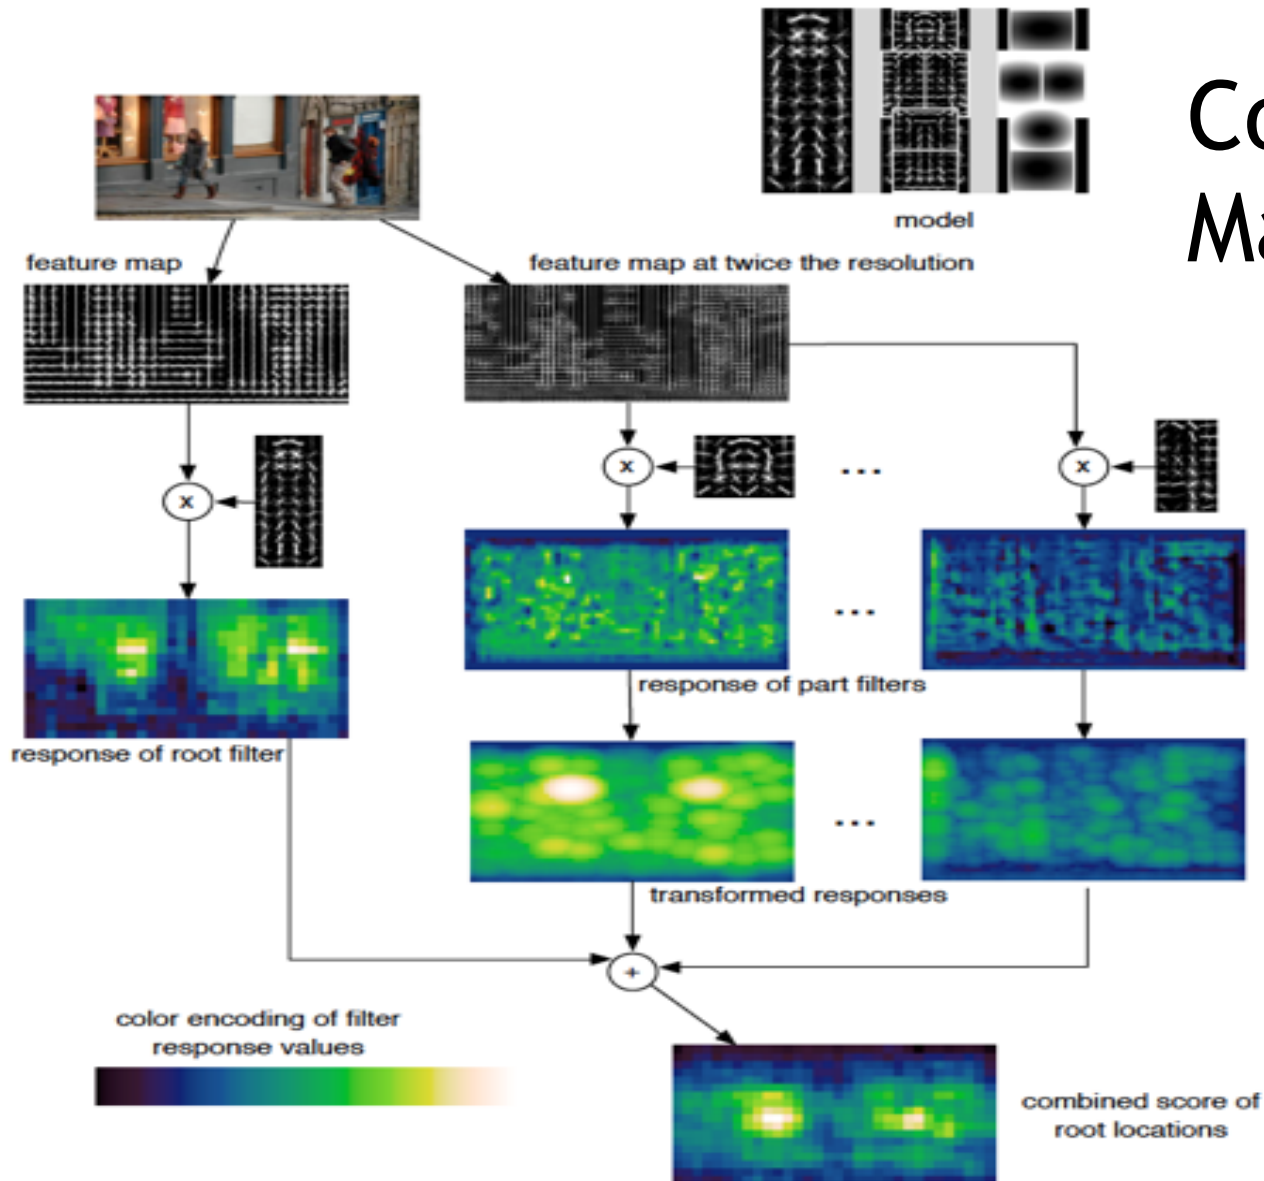 Co
Ma
model
feature map
feature map at twice the resolution
x
x
...
x
...
response of part filters
response of root filter
...
transformed responses
+
color encoding of filter
response values
combined score of
root locations